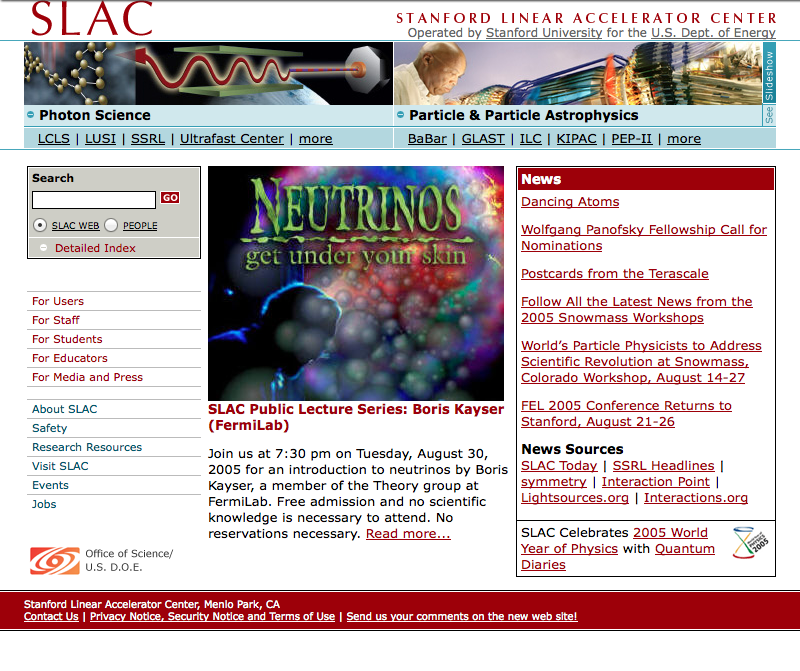 SLAC
STANFORD LINEAR ACCELERATOR CENTER
Operated by Stanford University for the U.S. Dept. of Energy
See Slideshow
Photon Science
Particle & Particle Astrophysics
LCLS | LUSI | SSRL | Ultrafast Center | more
BaBar | GLAST | ILC | KIPAC | PEP-II | more
Search
GO
SLAC WEB PEOPLE
Detailed Index
For Users
For Staff
For Students
For Educators
For Media and Press
About SLAC
Safety
Research Resources
Visit SLAC
Events
Jobs
Office of Science/
U.S. D.O.E.
NEUTRINOS
get under your skin
SLAC Public Lecture Series: Boris Kayser
(FermiLab)
Join us at 7:30 pm on Tuesday, August 30,
2005 for an introduction to neutrinos by Boris
Kayser, a member of the Theory group at
FermiLab. Free admission and no scientific
knowledge is necessary to attend. No
reservations necessary. Read more...
News
Dancing Atoms
Wolfgang Panofsky Fellowship Call for
Nominations
Postcards from the Terascale
Follow All the Latest News from the
2005 Snowmass Workshops
World's Particle Physicists to Address
Scientific Revolution at Snowmass,
Colorado Workshop, August 14-27
FEL 2005 Conference Returns to
Stanford, August 21-26
News Sources
SLAC Today | SSRL Headlines |
symmetry | Interaction Point |
Lightsources.org | Interactions.org
SLAC Celebrates 2005 World
Year of Physics with Quantum
Diaries
2005
Stanford Linear Accelerator Center, Menlo Park, CA
Contact Us | Privacy Notice, Security Notice and Terms of Use | Send us your comments on the new web site!